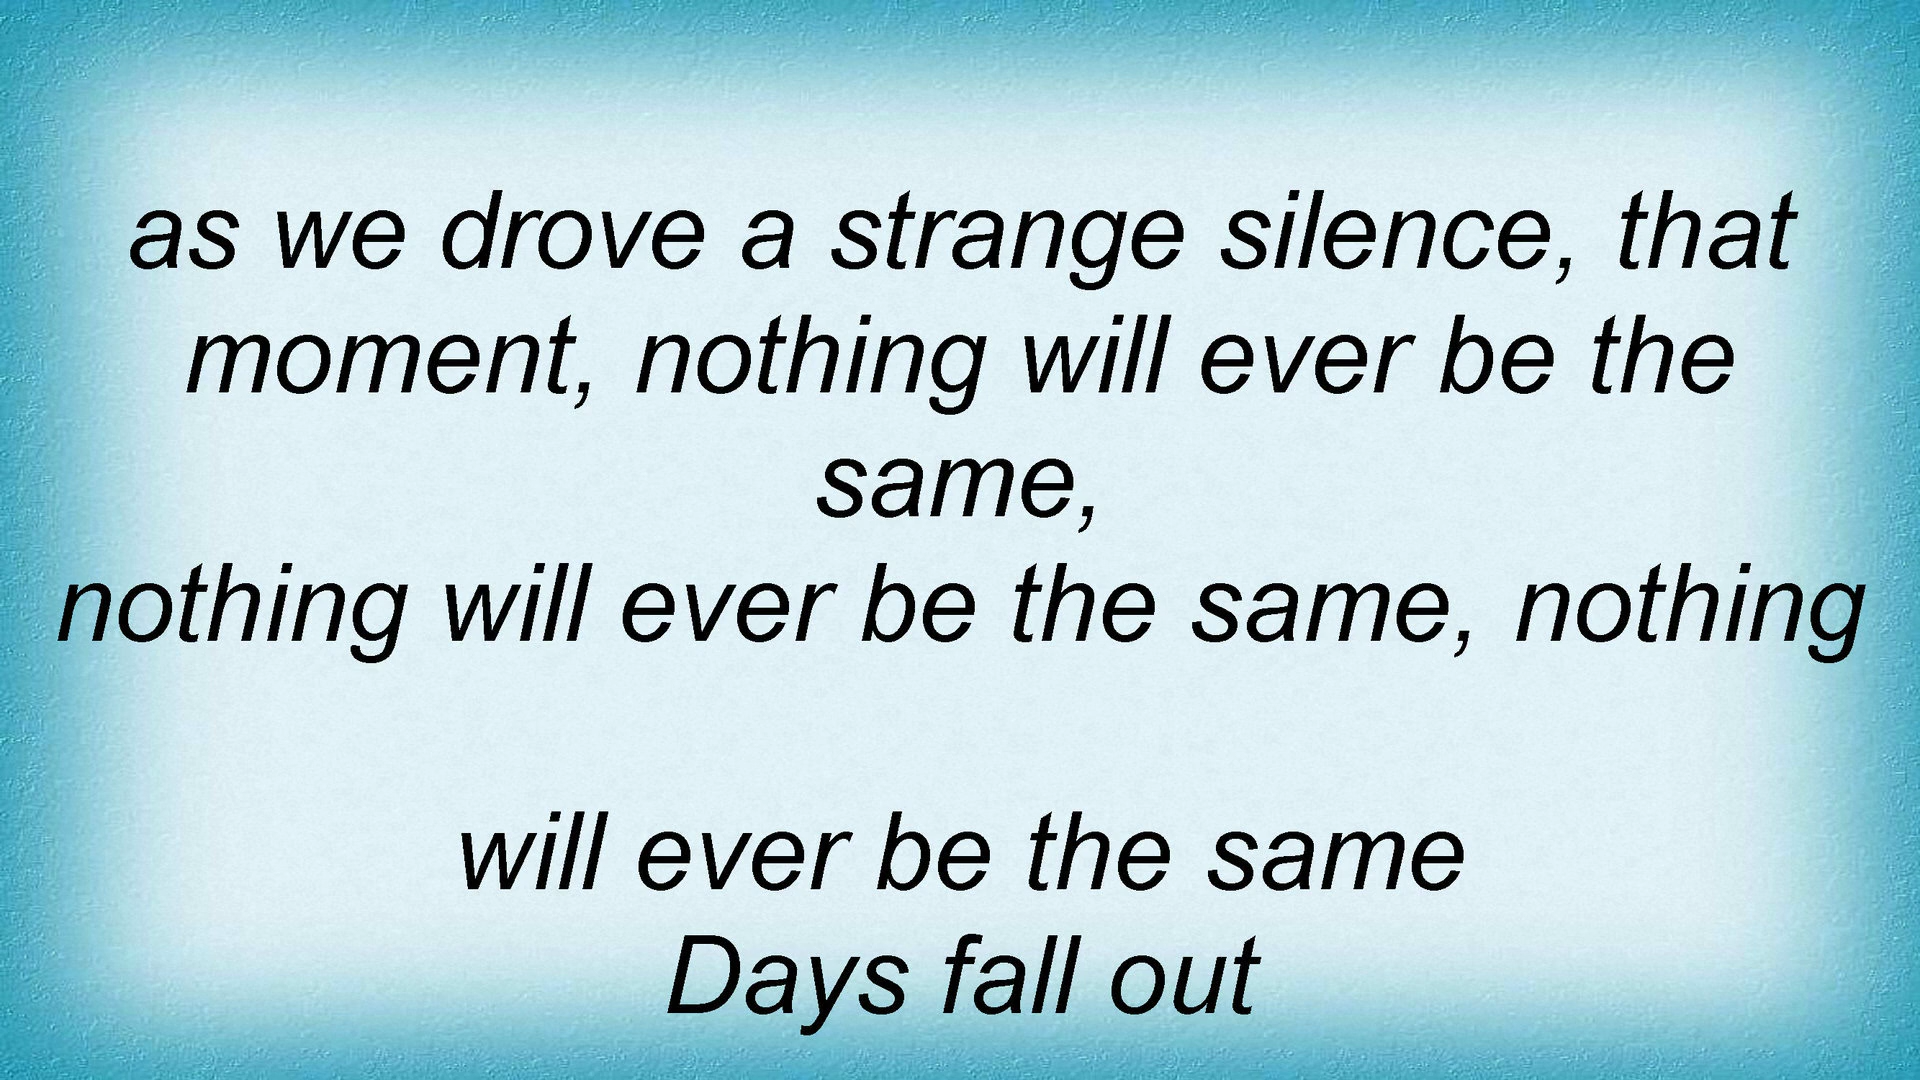 as we drove a strange silence, that
moment, nothing will ever be the
same,
nothing will ever be the same, nothing
will ever be the same
Days fall out